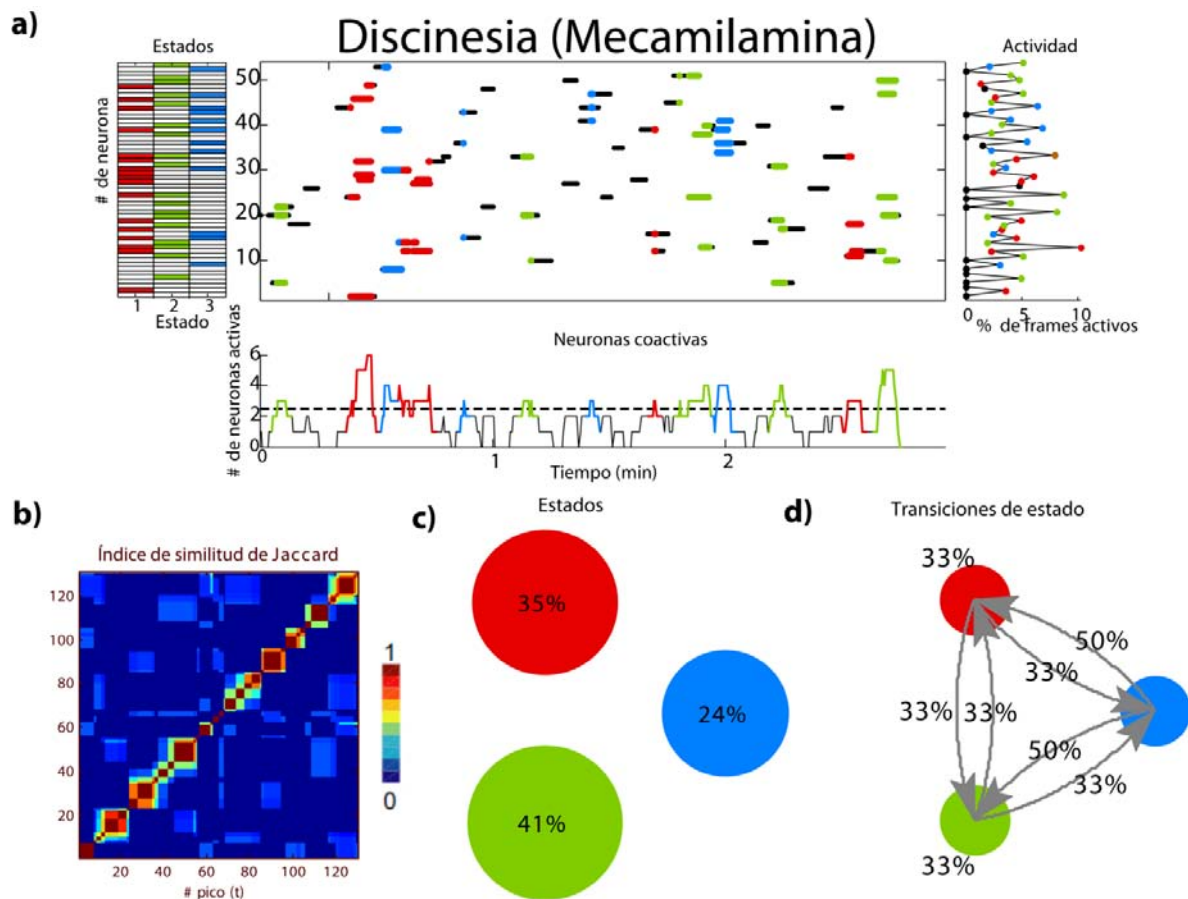 a)
Discinesia (Mecamilamina)
Estados
Actividad
# de neurona
50
40
30
20
10
1 2 3
Estado
0 5 10
% de frames activos
Neuronas coactivas
# de neuronas activas
6
4
2
0
0 1 2
Tiempo (min)
b)
Índice de similitud de Jaccard
120
100
80
60
40
20
20 40 60 80 100 120
# pico (t)
1
0
c)
Estados
35%
24%
41%
d)
Transiciones de estado
33%
50%
33%
33%
33%
50%
33%
33%